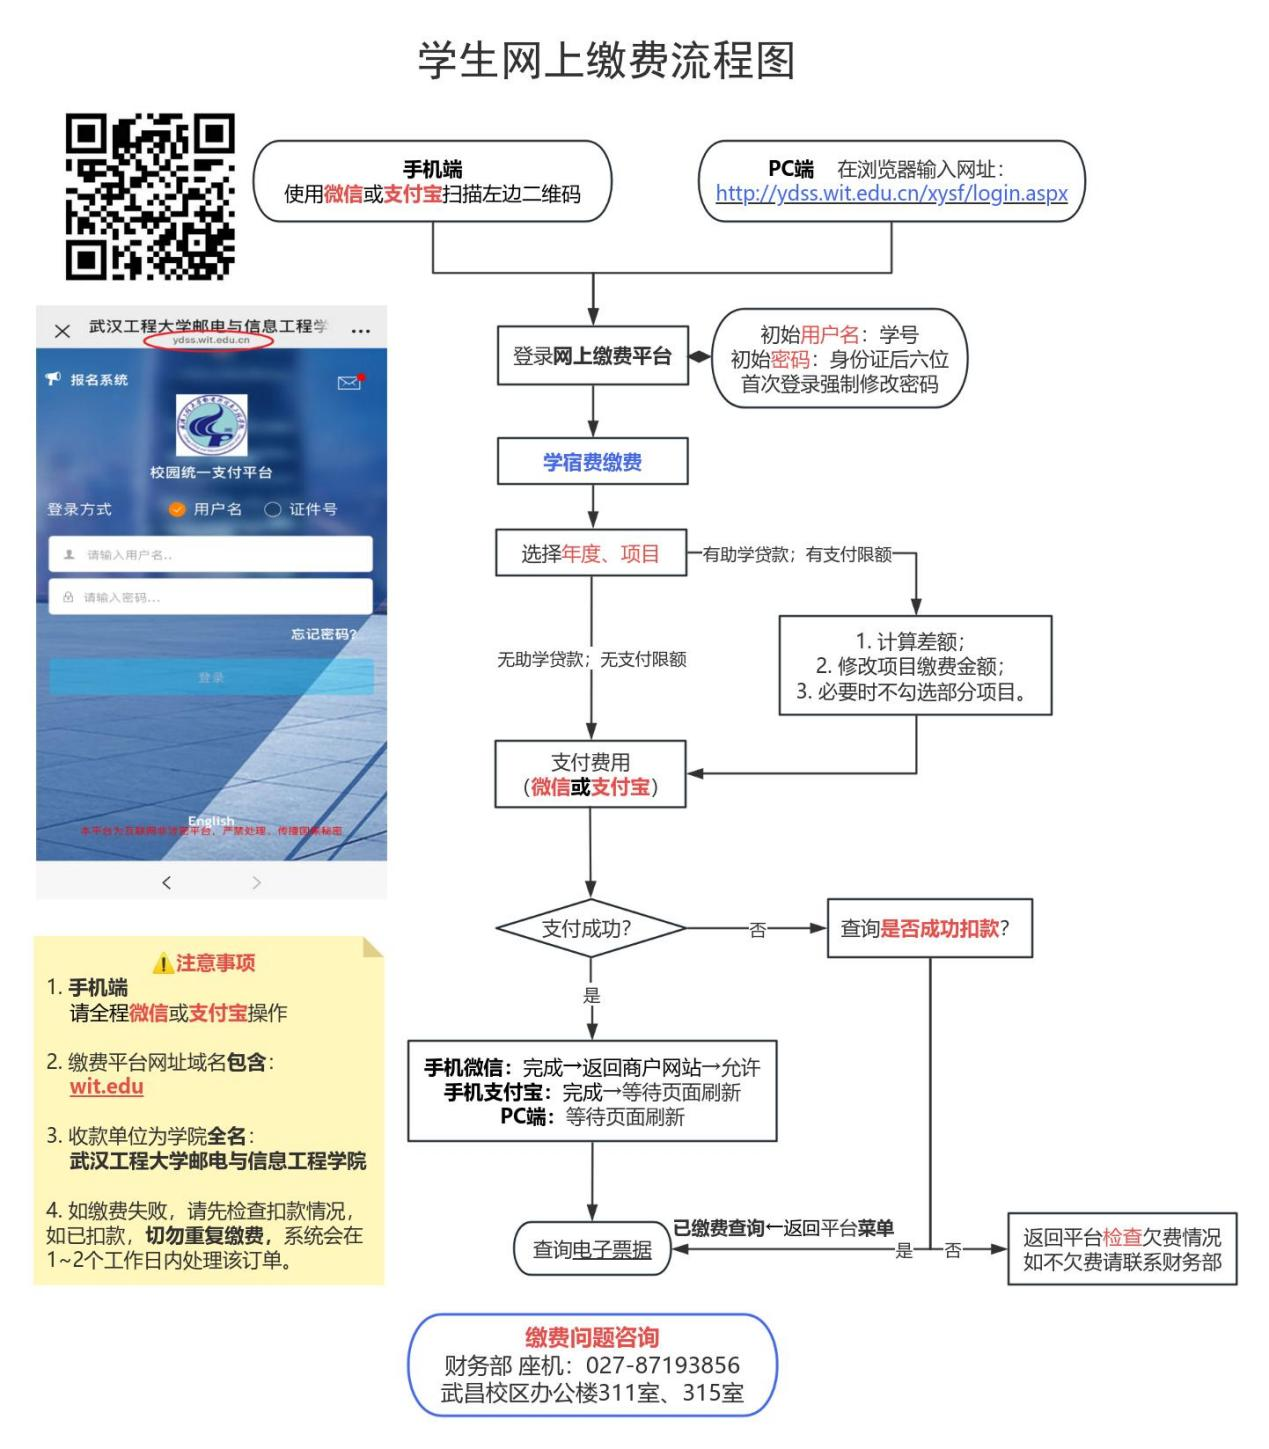 学生网上缴费流程图
手机端
使用微信或支付宝扫描左边二维码
PC端 在浏览器输入网址：
http://ydss.wit.edu.cn/xysf/login.aspx
登录网上缴费平台
初始用户名：学号
初始密码：身份证后六位
首次登录强制修改密码
学宿费缴费
选择年度、项目
有助学贷款；有支付限额
无助学贷款；无支付限额
1. 计算差额；
2. 修改项目缴费金额；
3. 必要时不勾选部分项目。
支付费用
（微信或支付宝）
支付成功？
否
查询是否成功扣款？
是
手机微信：完成→返回商户网站→允许
手机支付宝：完成→等待页面刷新
PC端：等待页面刷新
已缴费查询←返回平台菜单
查询电子票据
是
否
返回平台检查欠费情况
如不欠费请联系财务部
缴费问题咨询
财务部 座机：027-87193856
武昌校区办公楼311室、315室
武汉工程大学邮电与信息工程学
ydss.wit.edu.cn
报名系统
校园统一支付平台
登录方式 用户名 证件号
请输入用户名..
请输入密码...
忘记密码?
登录
English
本平台为互联网非涉密平台，严禁处理、传播国家秘密
⚠注意事项
1. 手机端
请全程微信或支付宝操作
2. 缴费平台网址域名包含：
wit.edu
3. 收款单位为学院全名：
武汉工程大学邮电与信息工程学院
4. 如缴费失败，请先检查扣款情况，
如已扣款，切勿重复缴费，系统会在
1~2个工作日内处理该订单。